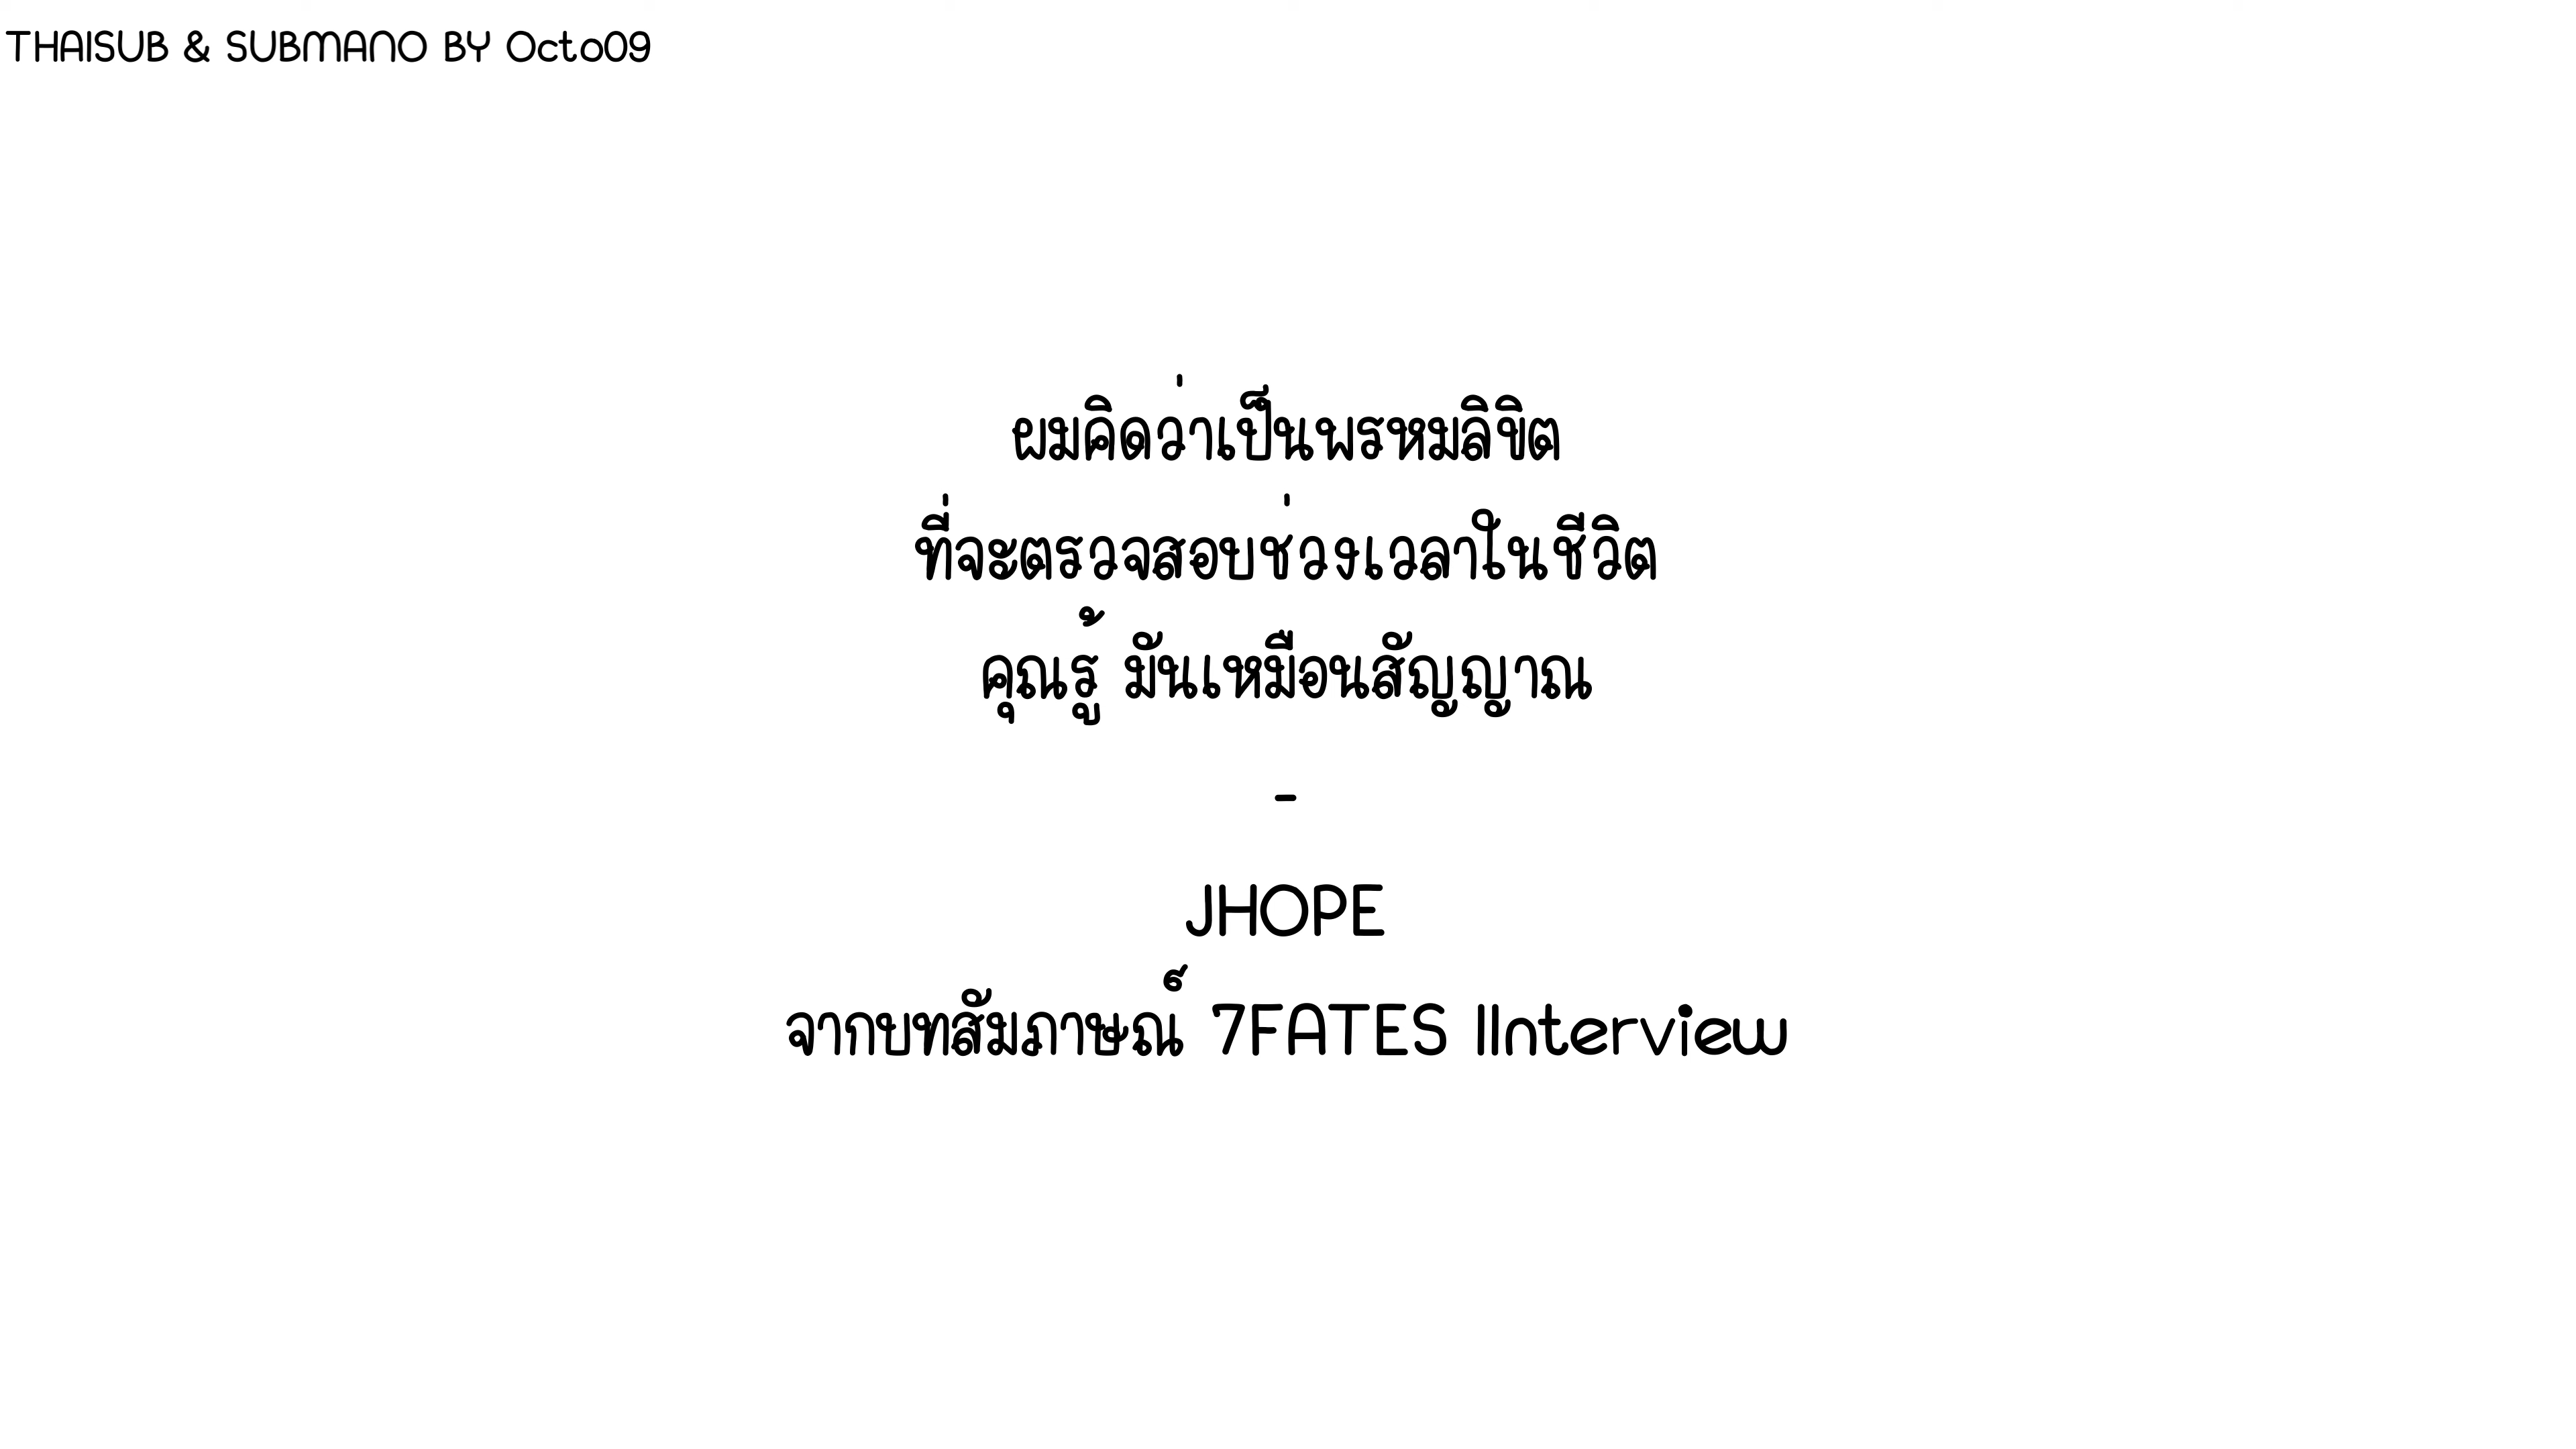 THAISUB & SUBMANO BY Octo09
ผมคิดว่าเป็นพรหมลิขิต
ที่จะตรวจสอบช่วงเวลาในชีวิต
คุณรู้ มันเหมือนสัญญาณ
-
JHOPE
จากบทสัมภาษณ์ 7FATES IInterview